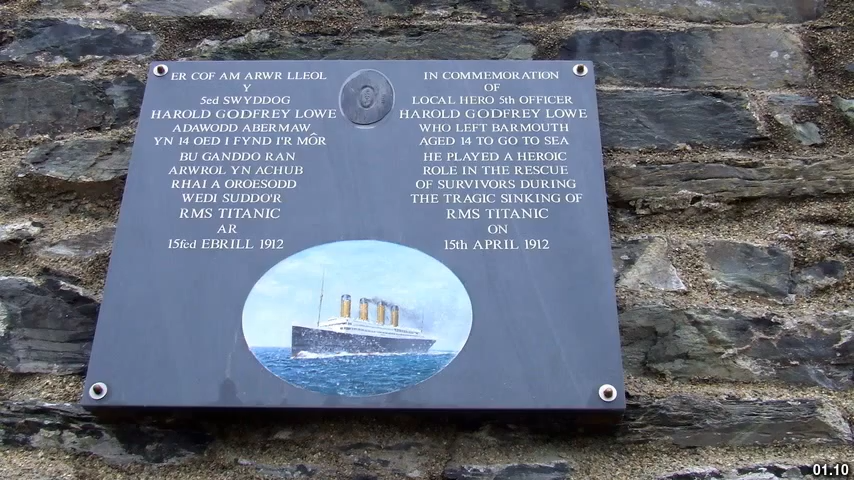 ER COF AM ARWR LLEOL
Y
5ed SWYDDOG
HAROLD GODFREY LOWE
ADAWODD ABERMAW
YN 14 OED I FYND I'R MÔR
BU GANDDO RAN
ARWROL YN ACHUB
RHAI A OROESODD
WEDI SUDDO'R
RMS TITANIC
AR
15fed EBRILL 1912
IN COMMEMORATION
OF
LOCAL HERO 5th OFFICER
HAROLD GODFREY LOWE
WHO LEFT BARMOUTH
AGED 14 TO GO TO SEA
HE PLAYED A HEROIC
ROLE IN THE RESCUE
OF SURVIVORS DURING
THE TRAGIC SINKING OF
RMS TITANIC
ON
15th APRIL 1912
01.10